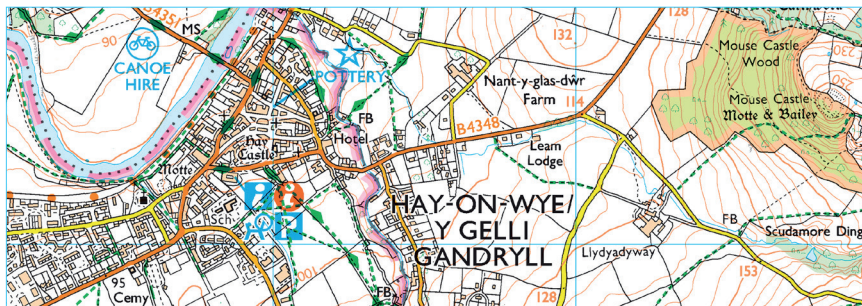 B4351
MS
90
CANOE
HIRE
POTTERY
132
128
Mouse Castle
Wood
230
Nant-y-glas-dŵr
Farm
114
Mouse Castle
Motte & Bailey
FB
Hotel
B4348
Hay
Castle
Leam
Lodge
Motte
HAY-ON-WYE/
Y GELLI
GANDRYLL
Sch
FB
Scudamore Ding
Llydyadyway
100
95
Cemy
FB
128
153